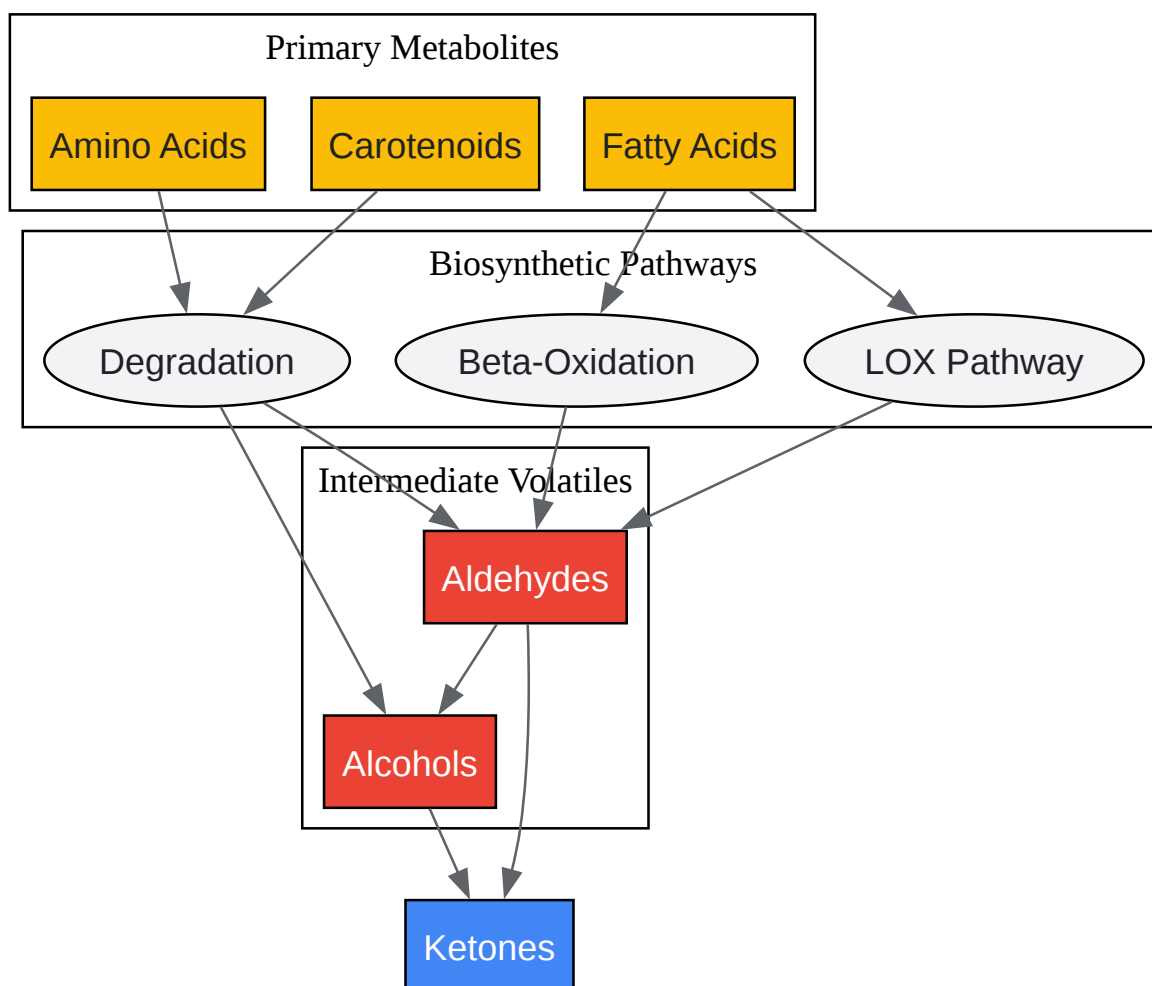 Primary Metabolites
Amino Acids
Carotenoids
Fatty Acids
Biosynthetic Pathways
Degradation
Beta-Oxidation
LOX Pathway
Intermediate Volatiles
Aldehydes
Alcohols
Ketones